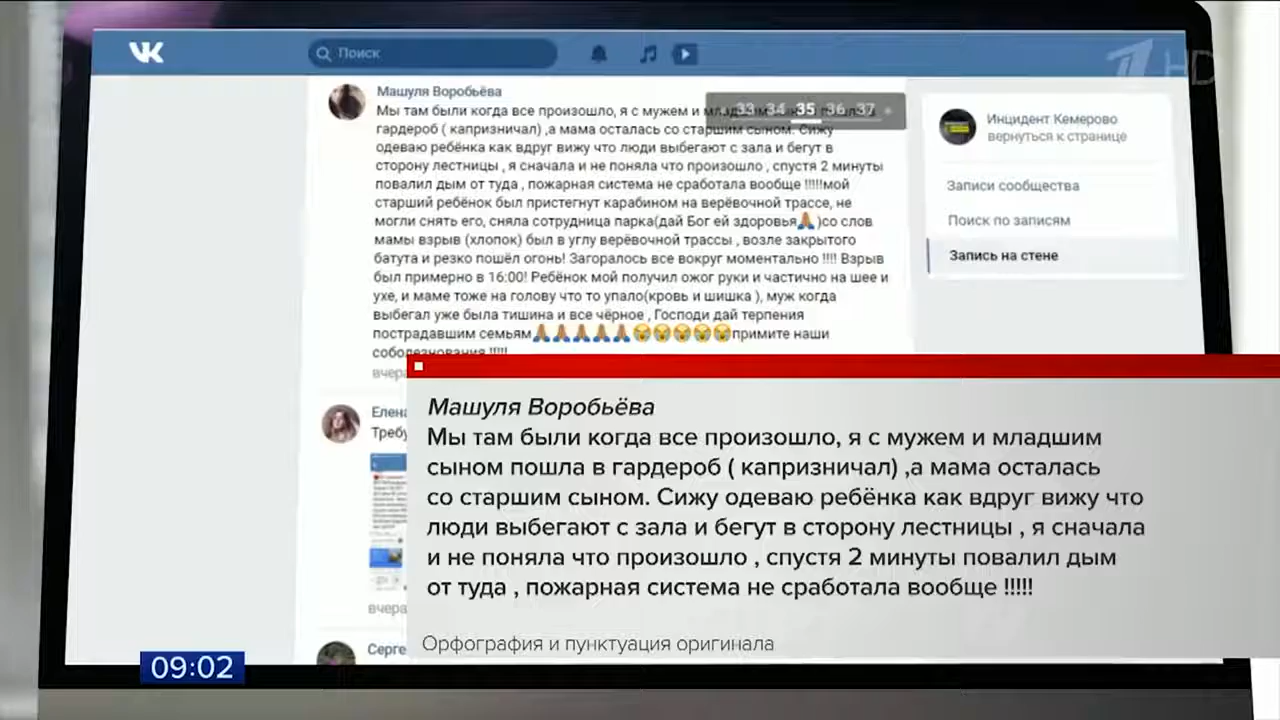 VK
Поиск
HD
33 34 35 36 37
Машуля Воробьёва
Мы там были когда все произошло, я с мужем и
гардероб ( капризничал) ,а мама осталась со старшим сыном. Сижу
одеваю ребёнка как вдруг вижу что люди выбегают с зала и бегут в
сторону лестницы , я сначала и не поняла что произошло , спустя 2 минуты
повалил дым от туда , пожарная система не сработала вообще !!!!!мой
старший ребёнок был пристегнут карабином на верёвочной трассе, не
могли снять его, сняла сотрудница парка(дай Бог ей здоровья🙏)со слов
мамы взрыв (хлопок) был в углу верёвочной трассы , возле закрытого
батута и резко пошёл огонь! Загоралось все вокруг моментально !!!! Взрыв
был примерно в 16:00! Ребёнок мой получил ожог руки и частично на шее и
ухе, и маме тоже на голову что то упало(кровь и шишка ), муж когда
выбегал уже была тишина и все чёрное , Господи дай терпения
пострадавшим семьям🙏🙏🙏🙏🙏😭😭😭😭😭примите наши
соболезнования !!!!!
вчера
Елена
Требу
вчера
Серге
Инцидент Кемерово
вернуться к странице
Записи сообщества
Поиск по записям
Запись на стене
Машуля Воробьёва
Мы там были когда все произошло, я с мужем и младшим
сыном пошла в гардероб ( капризничал) ,а мама осталась
со старшим сыном. Сижу одеваю ребёнка как вдруг вижу что
люди выбегают с зала и бегут в сторону лестницы , я сначала
и не поняла что произошло , спустя 2 минуты повалил дым
от туда , пожарная система не сработала вообще !!!!!
Орфография и пунктуация оригинала
09:02